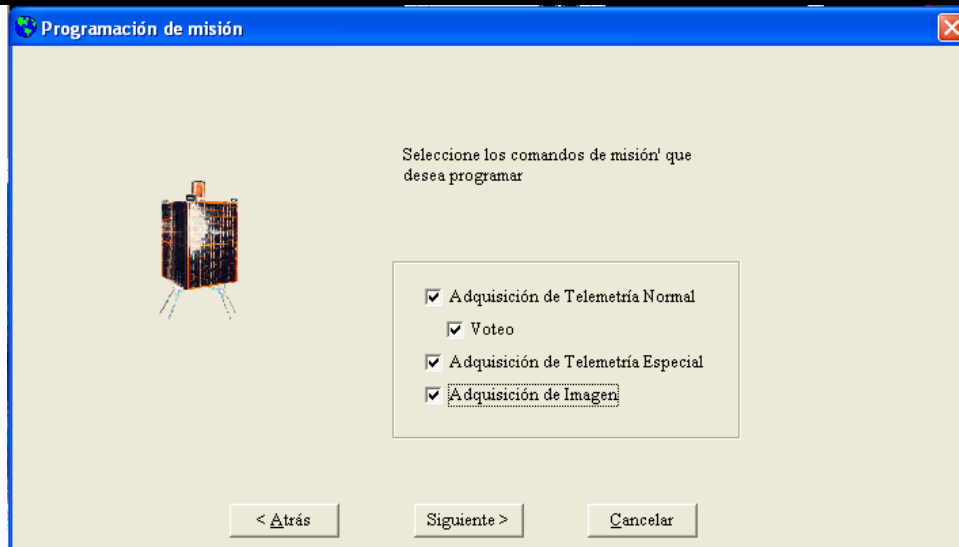 Programación de misión
Seleccione los comandos de misión' que
desea programar
Adquisición de Telemetría Normal
Voteo
Adquisición de Telemetría Especial
Adquisición de Imagen
< Atrás
Siguiente >
Cancelar